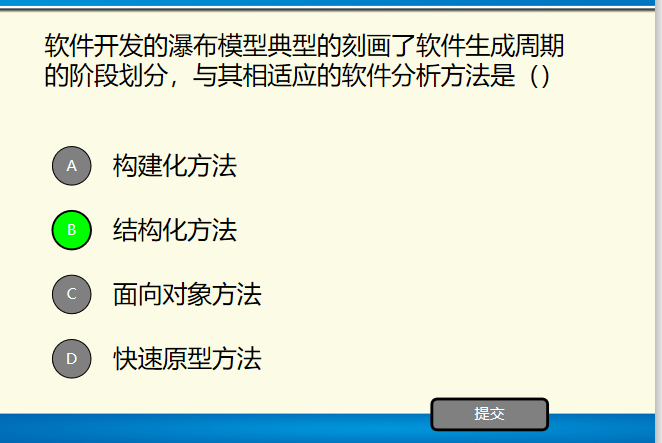 软件开发的瀑布模型典型的刻画了软件生成周期
的阶段划分，与其相适应的软件分析方法是（）
A 构建化方法
B 结构化方法
C 面向对象方法
D 快速原型方法
提交